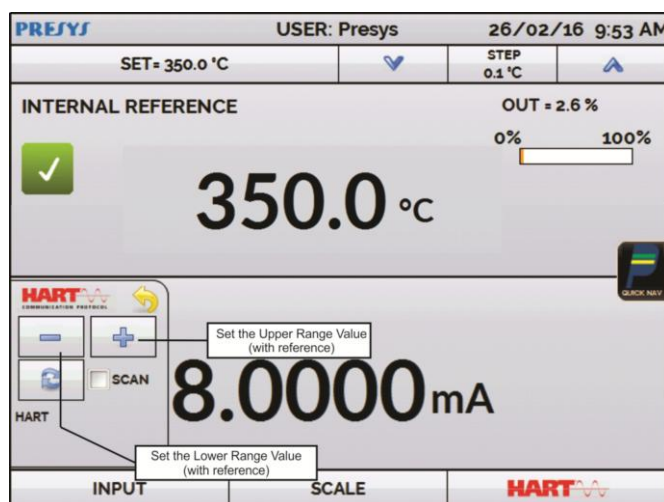 PRESYS
USER: Presys
26/02/16 9:53 AM
SET= 350.0 °C
STEP
0.1 °C
INTERNAL REFERENCE
OUT = 2.6 %
0% 100%
350.0 °C
QUICK NAV
HART
COMMUNICATION PROTOCOL
Set the Upper Range Value
(with reference)
SCAN
HART
8.0000 mA
Set the Lower Range Value
(with reference)
INPUT
SCALE
HART